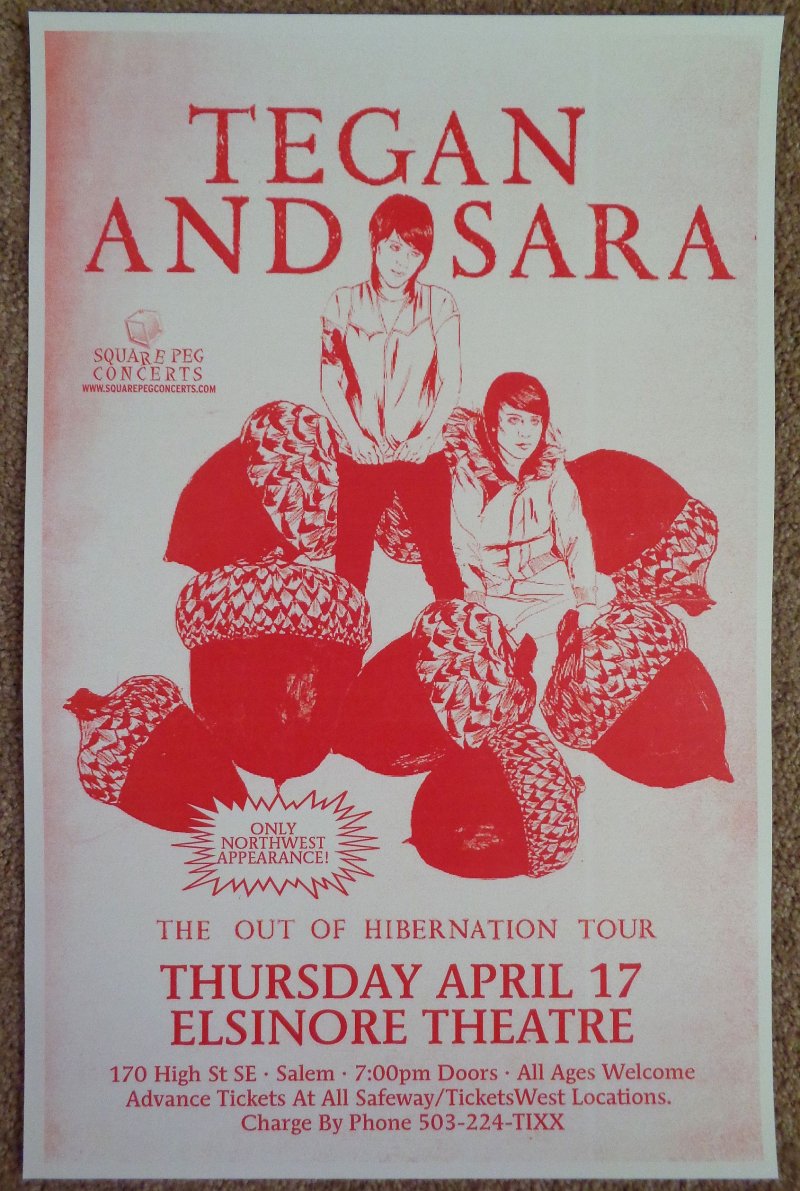 TEGAN
AND SARA
SQUARE PEG
CONCERTS
WWW.SQUAREPEGCONCERTS.COM
ONLY
NORTHWEST
APPEARANCE!
THE OUT OF HIBERNATION TOUR
THURSDAY APRIL 17
ELSINORE THEATRE
170 High St SE · Salem · 7:00pm Doors · All Ages Welcome
Advance Tickets At All Safeway/TicketsWest Locations.
Charge By Phone 503-224-TIXX